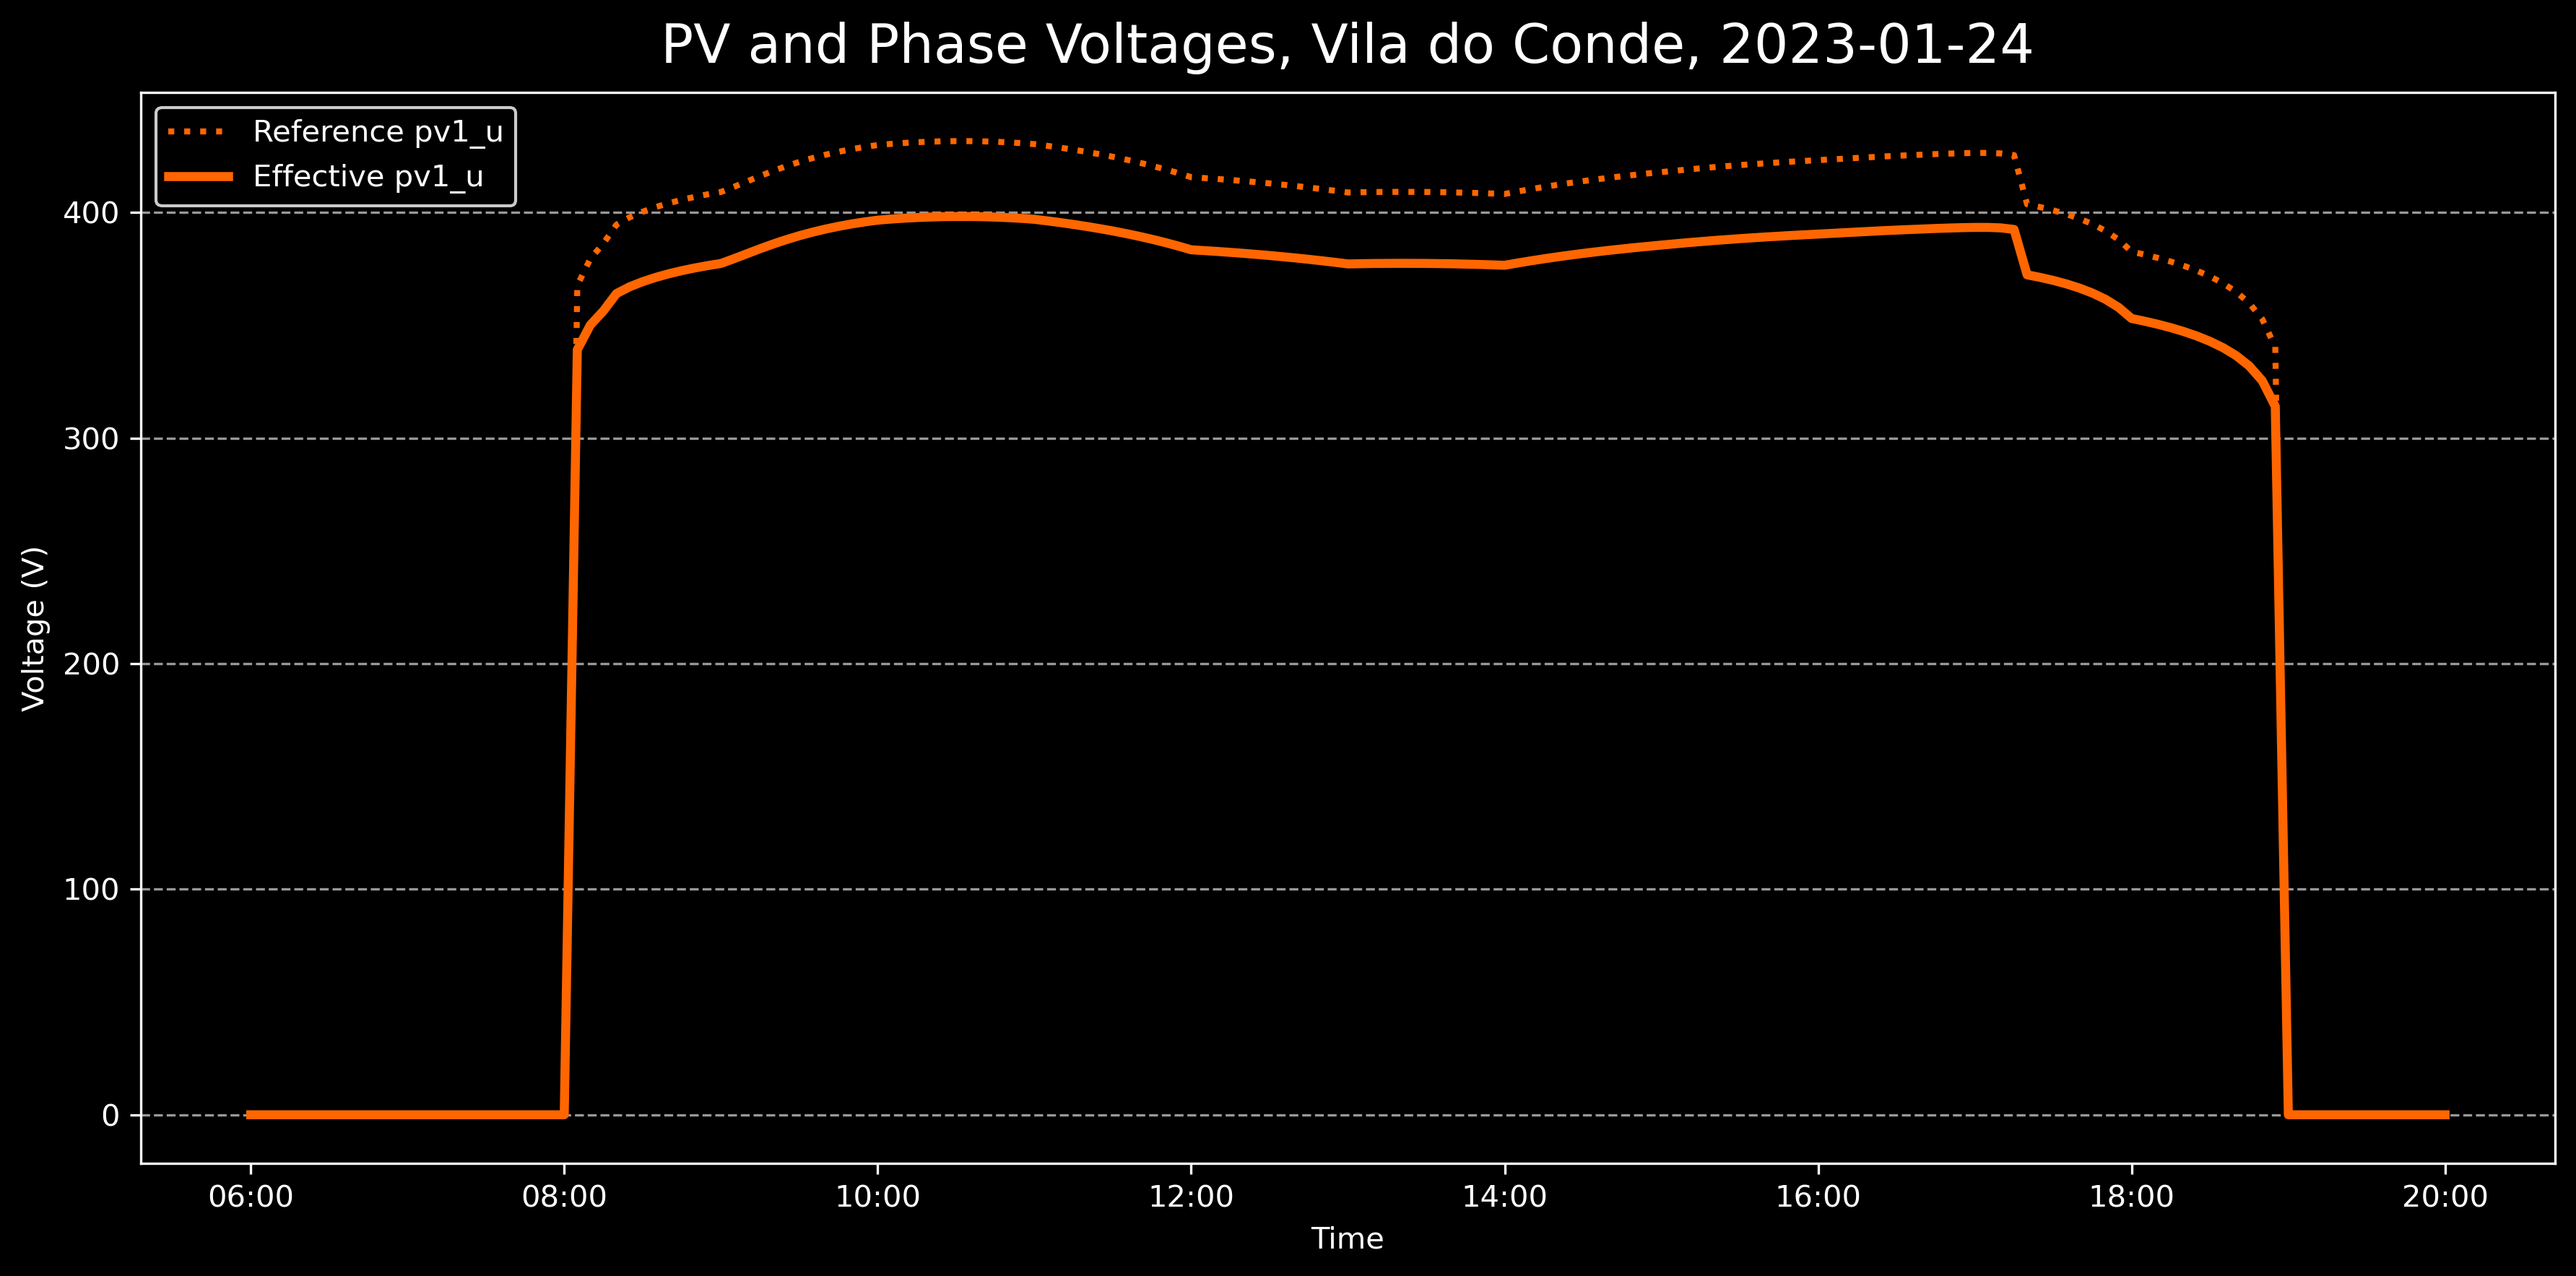 PV and Phase Voltages, Vila do Conde, 2023-01-24
Reference pv1_u
Effective pv1_u
400
300
200
100
0
Voltage (V)
06:00 08:00 10:00 12:00 14:00 16:00 18:00 20:00
Time